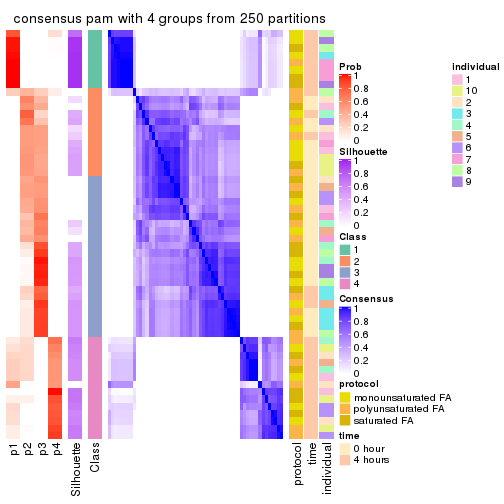 consensus pam with 4 groups from 250 partitions
p1
p2
p3
p4
Silhouette
Class
protocol
time
individual
Prob
1
0.8
0.6
0.4
0.2
0
Silhouette
1
0.8
0.6
0.4
0.2
0
Class
1
2
3
4
Consensus
1
0.8
0.6
0.4
0.2
0
protocol
monounsaturated FA
polyunsaturated FA
saturated FA
time
0 hour
4 hours
individual
1
10
2
3
4
5
6
7
8
9